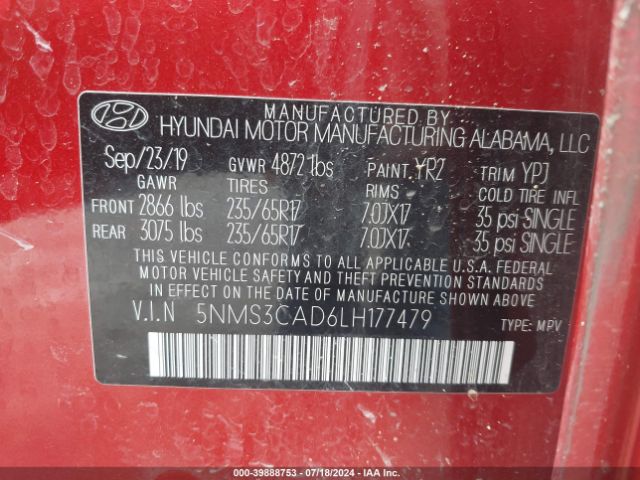 MANUFACTURED BY
HYUNDAI MOTOR MANUFACTURING ALABAMA, LLC
Sep/23/19 GVWR 4872 lbs PAINT YR2 TRIM YPJ
GAWR TIRES RIMS COLD TIRE INFL
FRONT 2866 lbs 235/65R17 7.0JX17 35 psi SINGLE
REAR 3075 lbs 235/65R17 7.0JX17 35 psi SINGLE
THIS VEHICLE CONFORMS TO ALL APPLICABLE U.S.A. FEDERAL
MOTOR VEHICLE SAFETY AND THEFT PREVENTION STANDARDS
IN EFFECT ON THE DATE OF MANUFACTURE SHOWN ABOVE.
V.I.N 5NMS3CAD6LH177479 TYPE: MPV
000-39888753 - 07/18/2024 - IAA Inc.